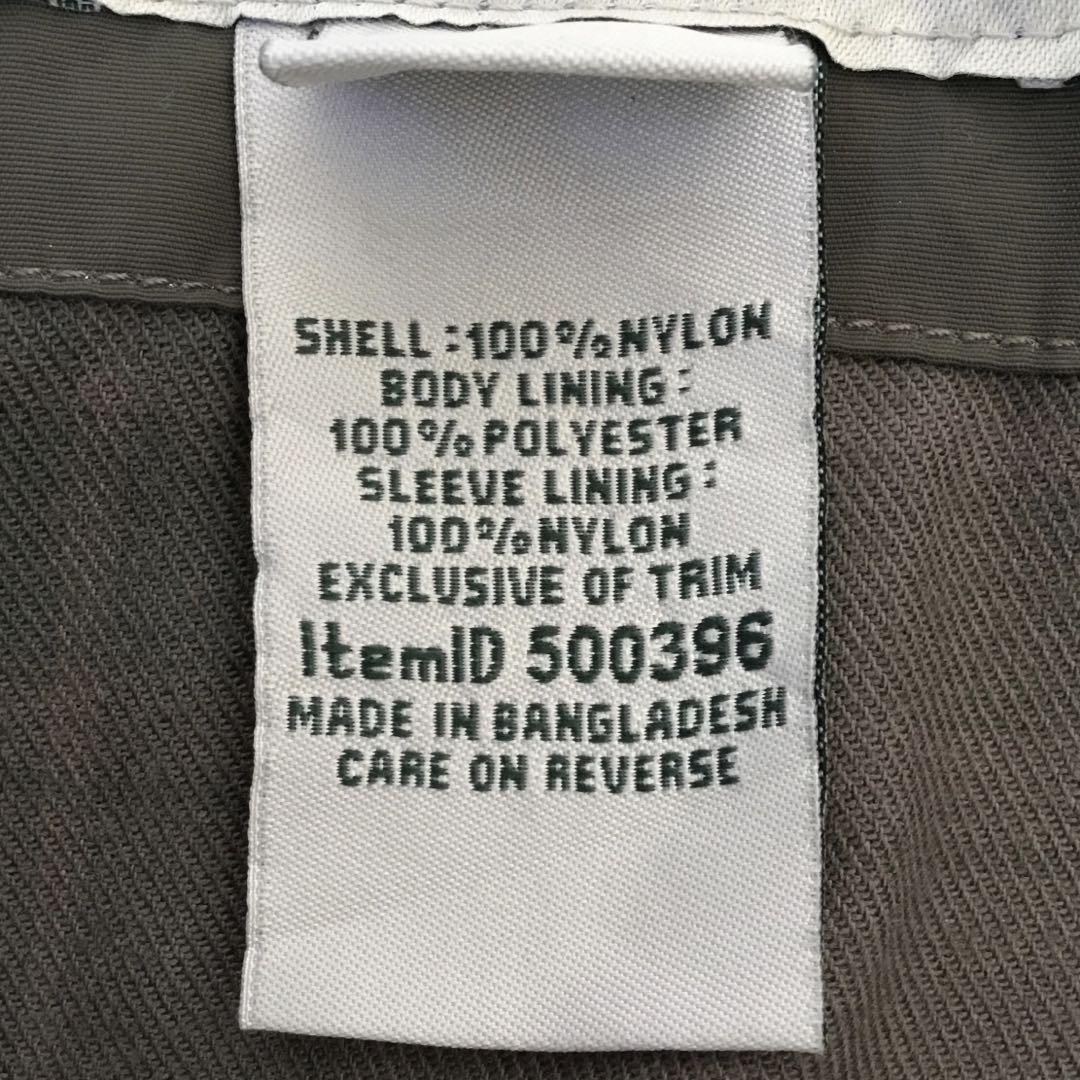 SHELL :100%NYLON
BODY LINING :
100%POLYESTER
SLEEVE LINING :
100%NYLON
EXCLUSIVE OF TRIM
ItemID 500396
MADE IN BANGLADESH
CARE ON REVERSE